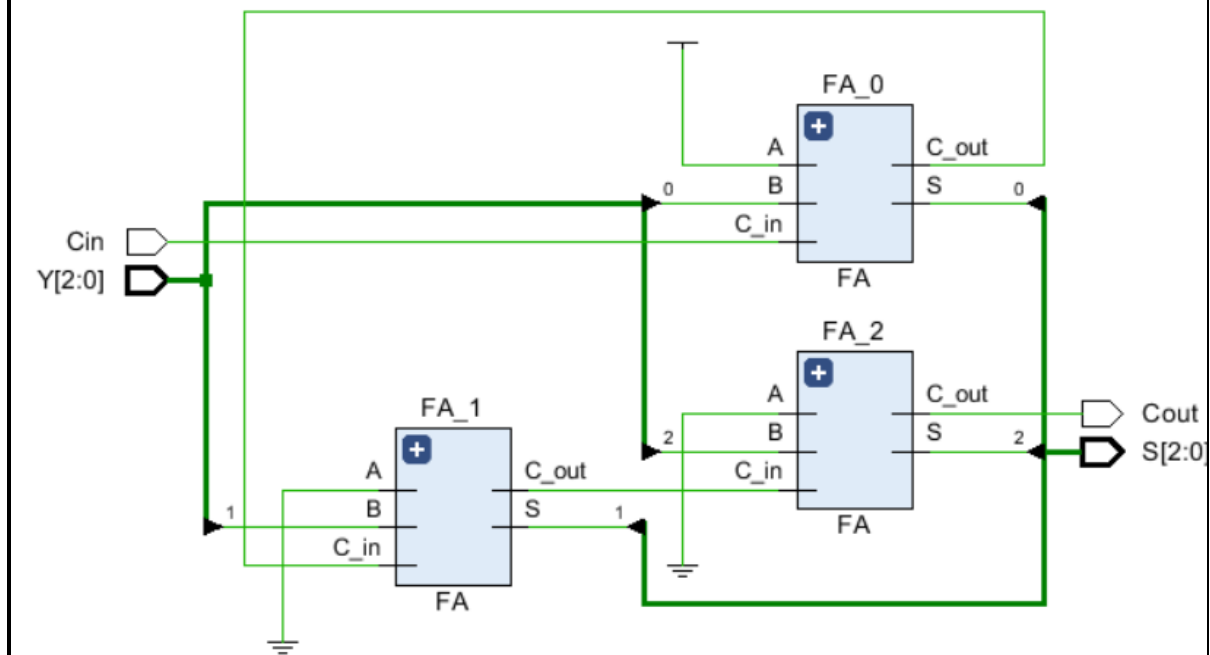 FA_0
A
C_out
B
0
S
0
C_in
FA
Cin
Y[2:0]
FA_2
A
C_out
B
2
S
2
C_in
FA
Cout
S[2:0]
FA_1
A
C_out
B
1
S
1
C_in
FA